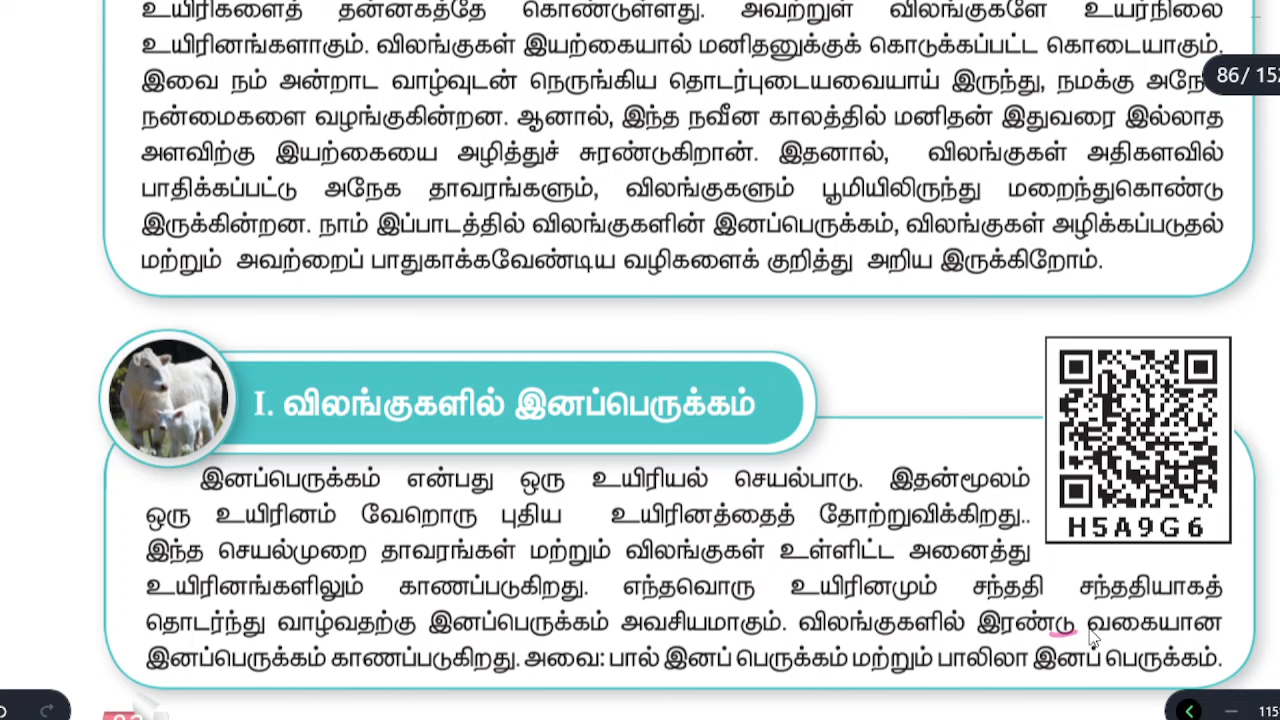 உயிரிகளைத் தன்னகத்தே கொண்டுள்ளது. அவற்றுள் விலங்குகளே உயர்நிலை
உயிரினங்களாகும். விலங்குகள் இயற்கையால் மனிதனுக்குக் கொடுக்கப்பட்ட கொடையாகும்.
இவை நம் அன்றாட வாழ்வுடன் நெருங்கிய தொடர்புடையவையாய் இருந்து, நமக்கு
86/
நன்மைகளை வழங்குகின்றன. ஆனால், இந்த நவீன காலத்தில் மனிதன் இதுவரை இல்லாத
அளவிற்கு இயற்கையை அழித்துச் சுரண்டுகிறான். இதனால், விலங்குகள் அதிகளவில்
பாதிக்கப்பட்டு அநேக தாவரங்களும், விலங்குகளும் பூமியிலிருந்து மறைந்துகொண்டு
இருக்கின்றன. நாம் இப்பாடத்தில் விலங்குகளின் இனப்பெருக்கம், விலங்குகள் அழிக்கப்படுதல்
மற்றும் அவற்றைப் பாதுகாக்கவேண்டிய வழிகளைக் குறித்து அறிய இருக்கிறோம்.
I. விலங்குகளில் இனப்பெருக்கம்
இனப்பெருக்கம் என்பது ஒரு உயிரியல் செயல்பாடு. இதன்மூலம்
ஒரு உயிரினம் வேறொரு புதிய உயிரினத்தைத் தோற்றுவிக்கிறது..
இந்த செயல்முறை தாவரங்கள் மற்றும் விலங்குகள் உள்ளிட்ட அனைத்து
உயிரினங்களிலும் காணப்படுகிறது. எந்தவொரு உயிரினமும் சந்ததி சந்ததியாகத்
தொடர்ந்து வாழ்வதற்கு இனப்பெருக்கம் அவசியமாகும். விலங்குகளில் இரண்டு வகையான
இனப்பெருக்கம் காணப்படுகிறது. அவை: பால் இனப் பெருக்கம் மற்றும் பாலிலா இனப் பெருக்கம்.
H5A9G6